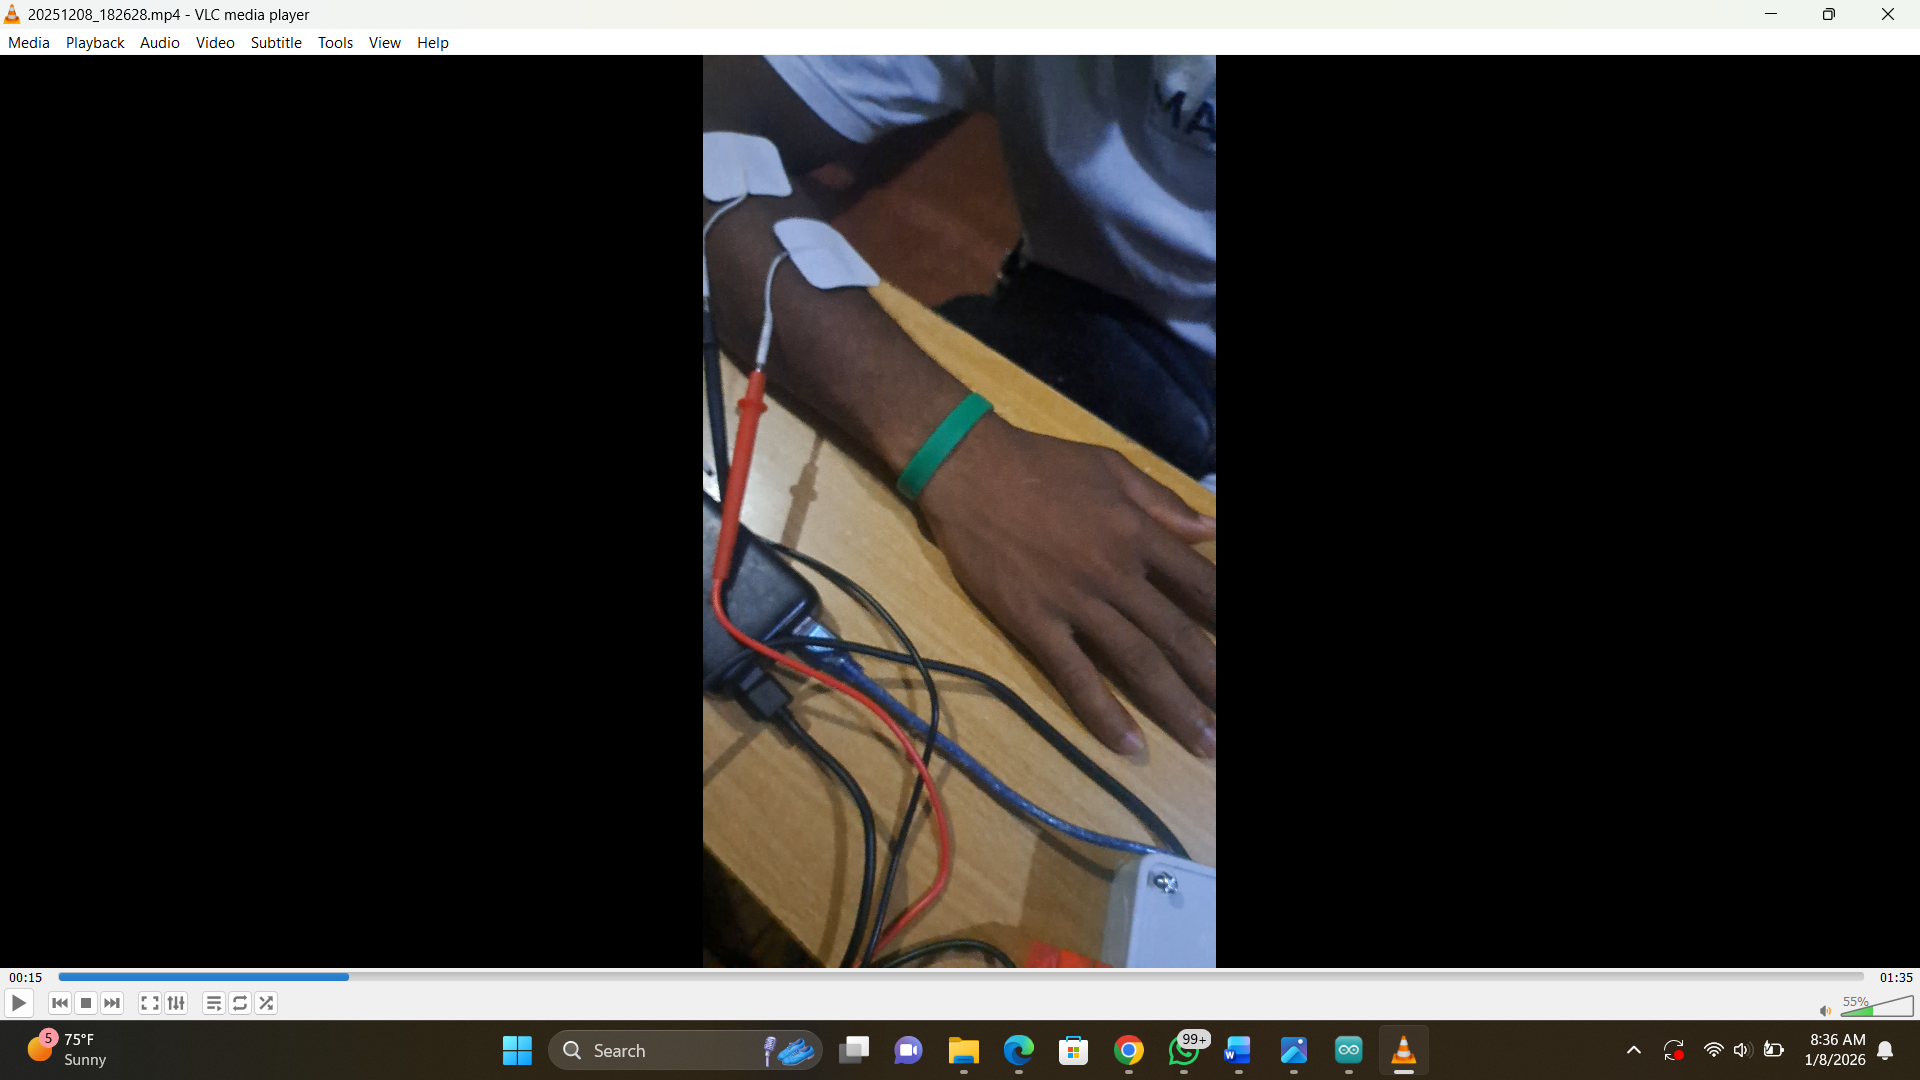 20251208_182628.mp4 - VLC media player
Media Playback Audio Video Subtitle Tools View Help
MA
00:15
01:35
55%
5
75°F
Sunny
Search
99+
W
8:36 AM
1/8/2026